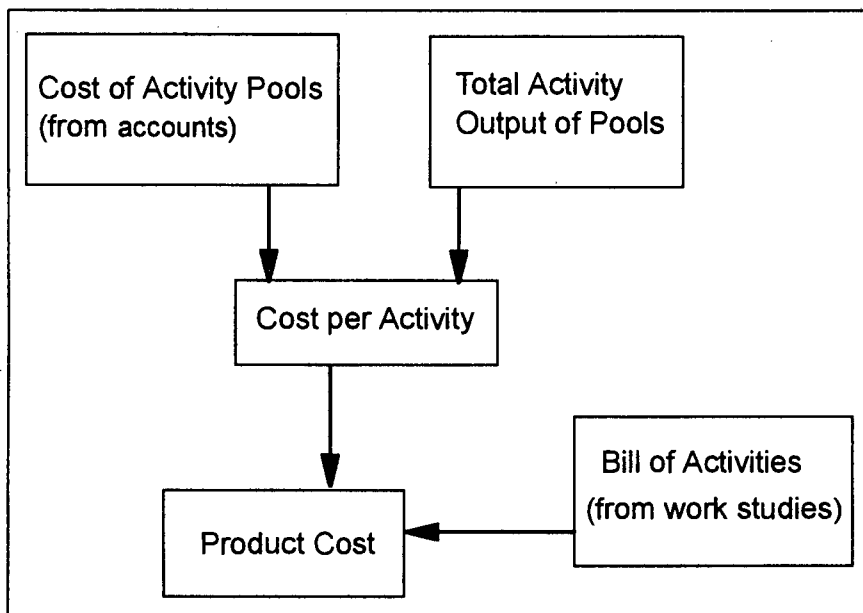 Cost of Activity Pools
(from accounts)
Total Activity
Output of Pools
Cost per Activity
Bill of Activities
(from work studies)
Product Cost